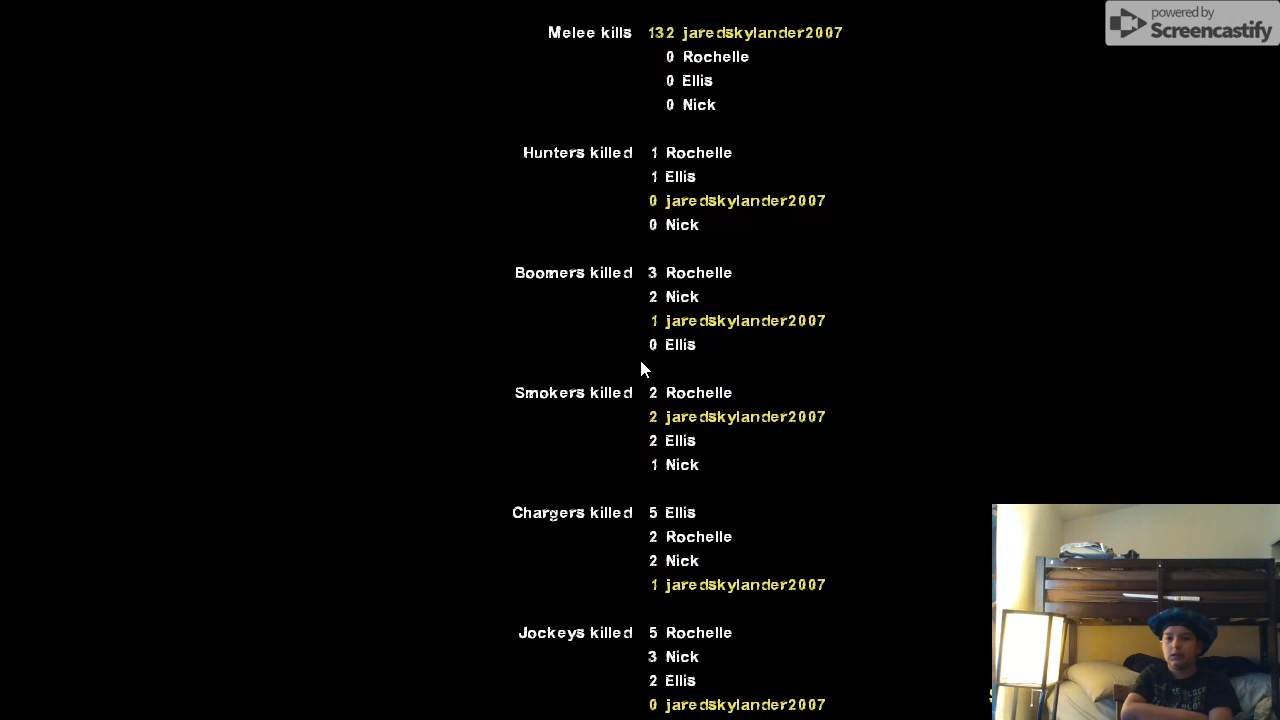 powered by
Screencastify
Melee kills 132 jaredskylander2007
0 Rochelle
0 Ellis
0 Nick
Hunters killed 1 Rochelle
1 Ellis
0 jaredskylander2007
0 Nick
Boomers killed 3 Rochelle
2 Nick
1 jaredskylander2007
0 Ellis
Smokers killed 2 Rochelle
2 jaredskylander2007
2 Ellis
1 Nick
Chargers killed 5 Ellis
2 Rochelle
2 Nick
1 jaredskylander2007
Jockeys killed 5 Rochelle
3 Nick
2 Ellis
0 jaredskylander2007